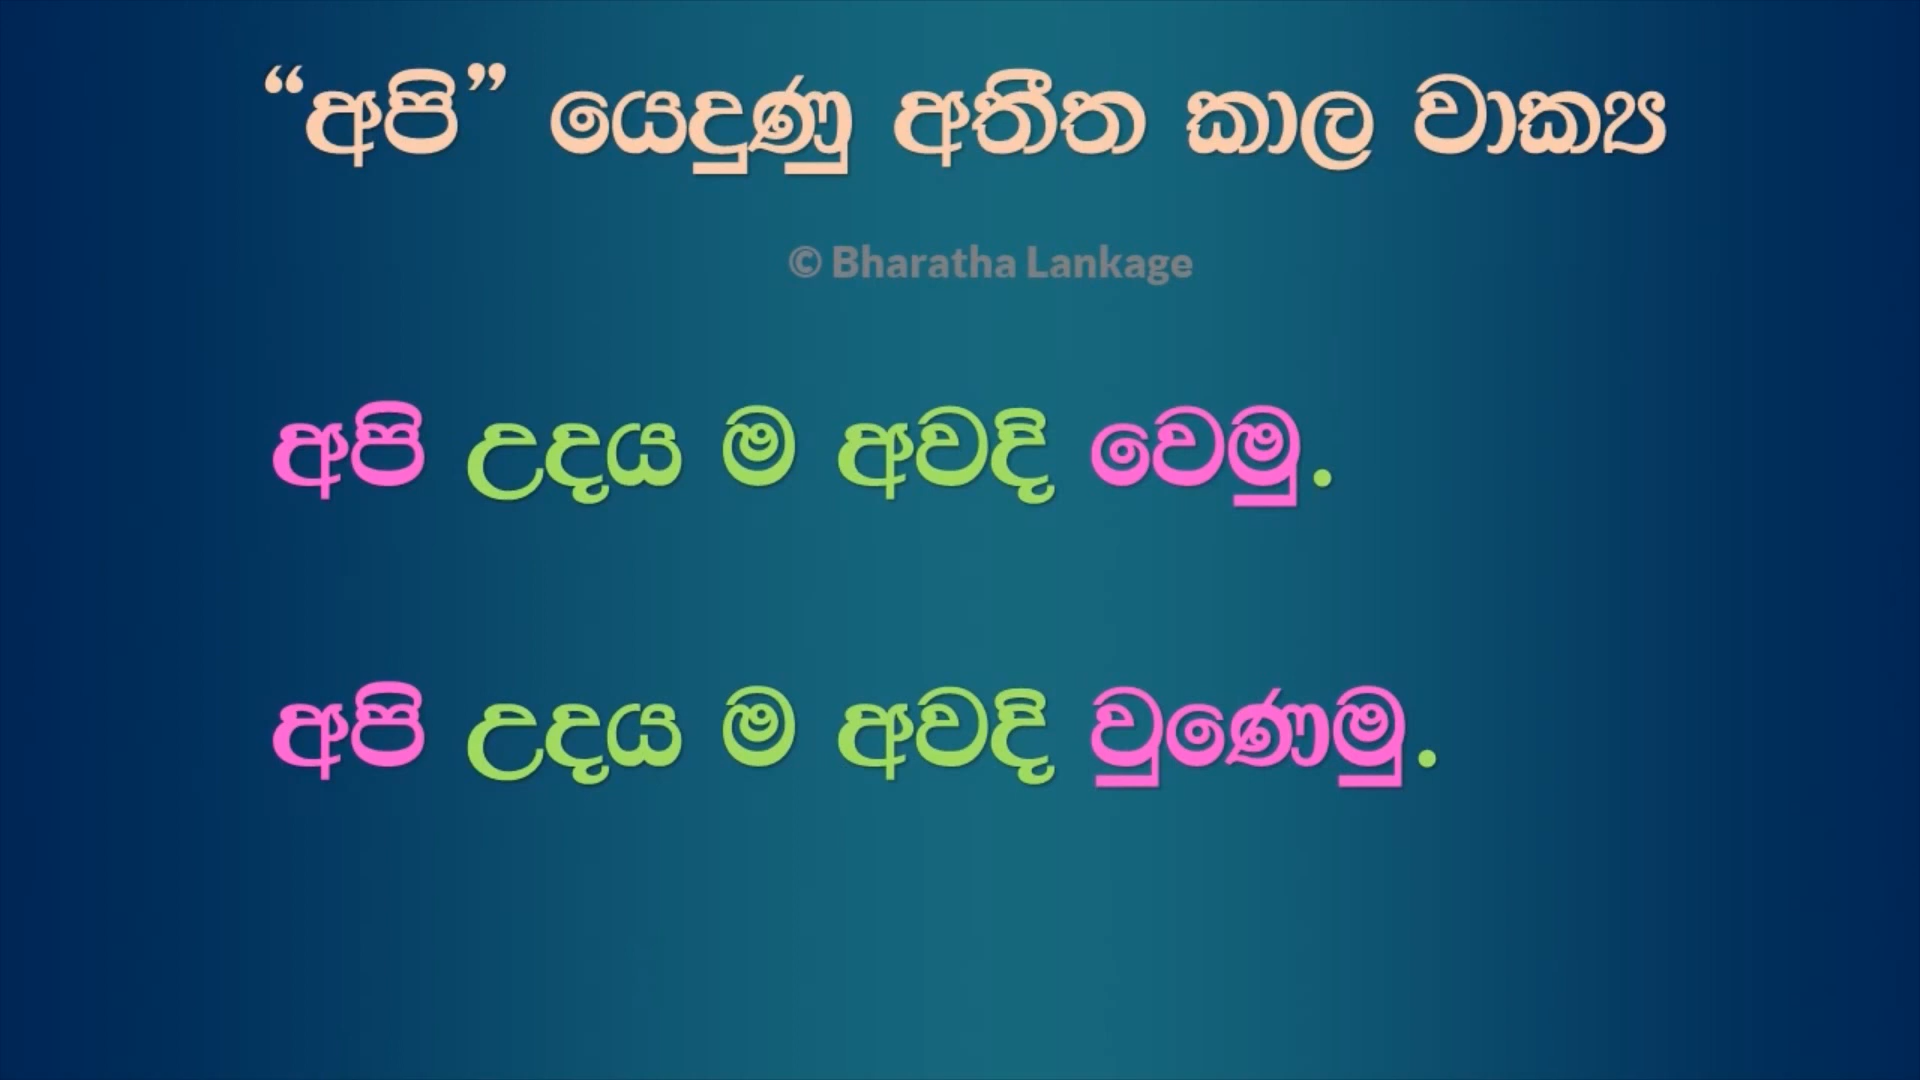 “අපි” යෙදුණු අතීත කාල වාක්‍ය
© Bharatha Lankage
අපි උදය ම අවදි වෙමු.
අපි උදය ම අවදි වුණෙමු.